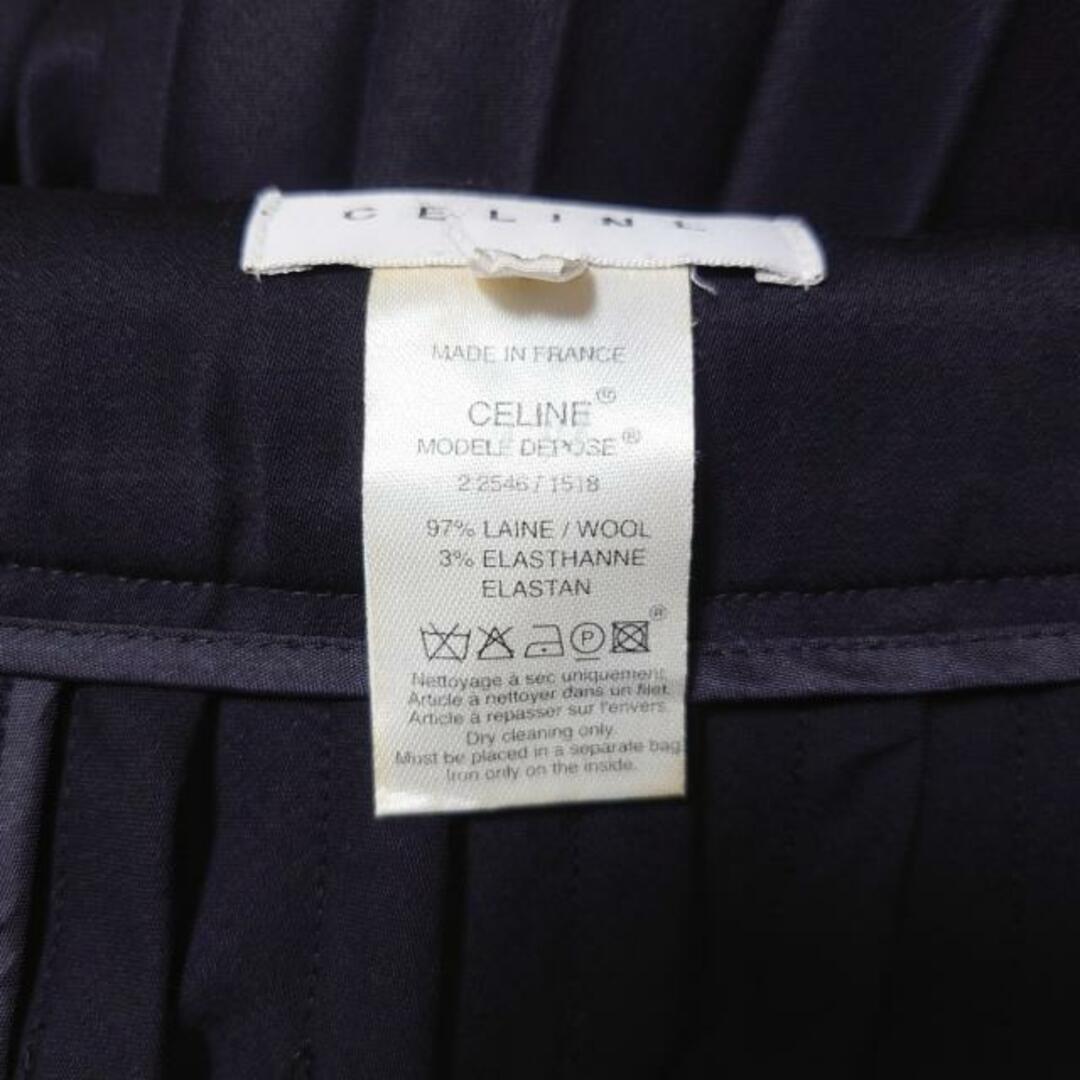 CELINE
MADE IN FRANCE
CELINE®
MODELE DEPOSE®
2 2546 / 1518
97% LAINE / WOOL
3% ELASTHANNE
ELASTAN
P
®
Nettoyage à sec uniquement.
Article à nettoyer dans un filet.
Article à repasser sur l'envers.
Dry cleaning only.
Must be placed in a separate bag.
Iron only on the inside.